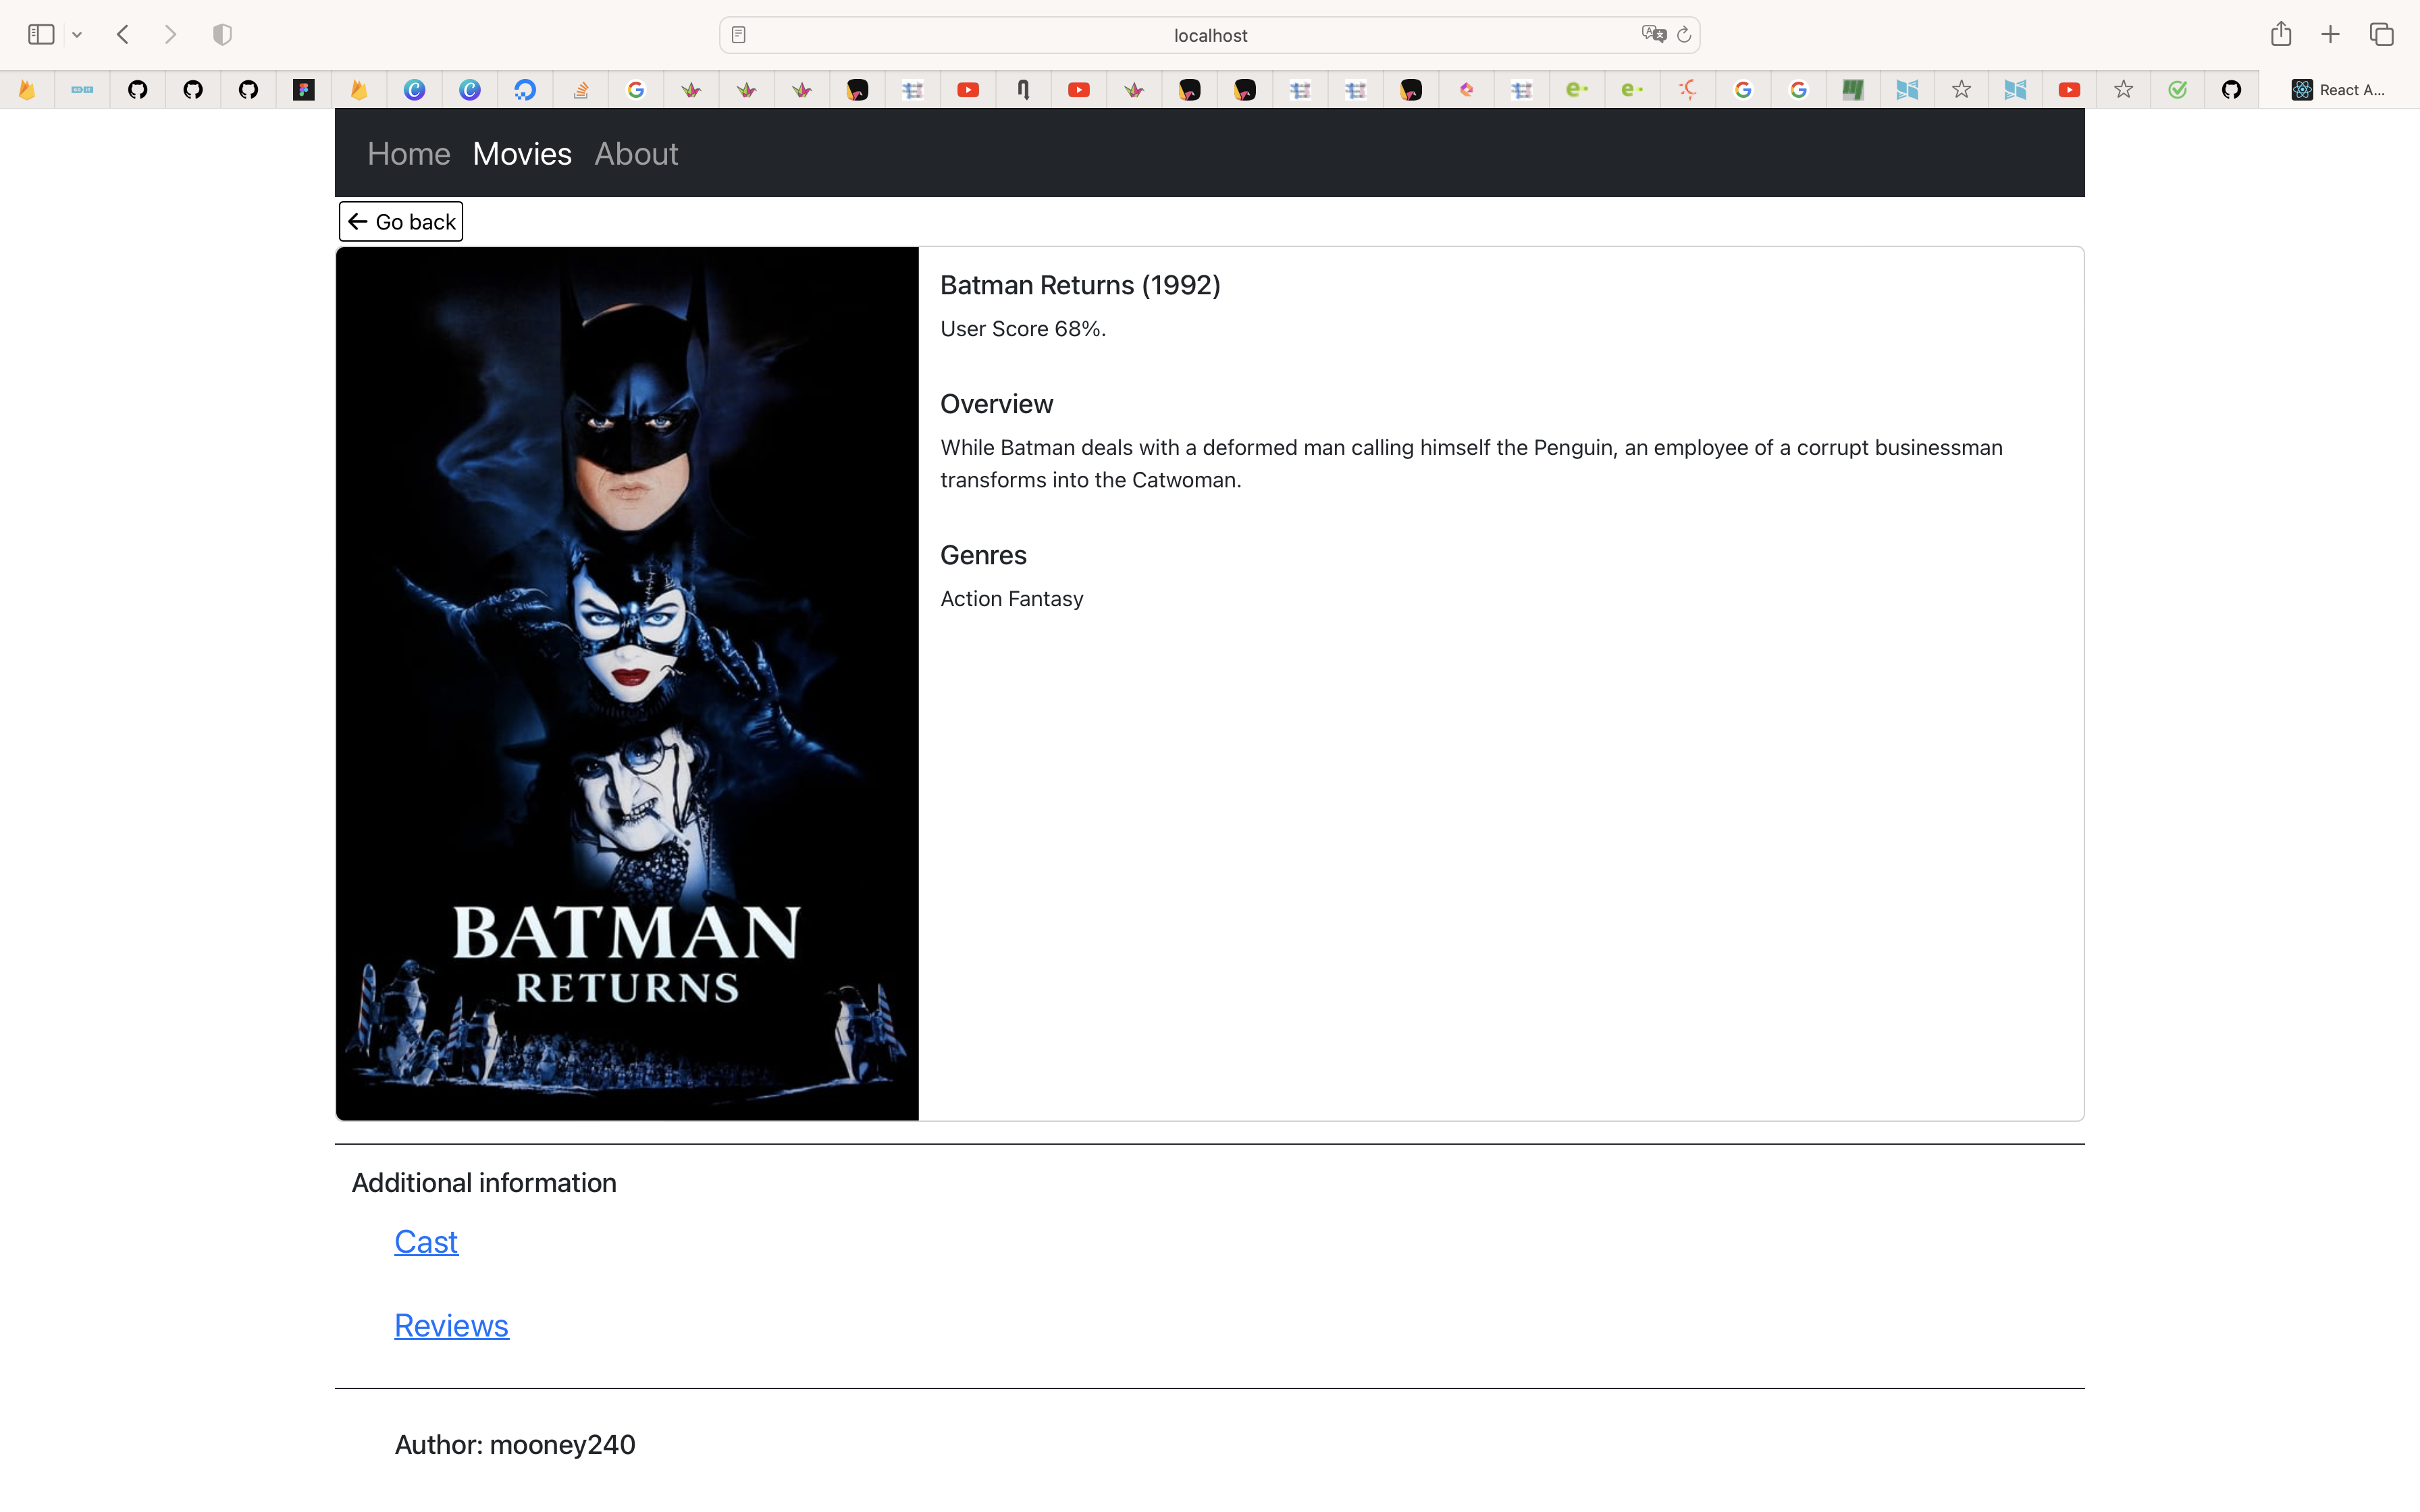 localhost
React A...
Home Movies About
Go back
Batman Returns (1992)
User Score 68%.
Overview
While Batman deals with a deformed man calling himself the Penguin, an employee of a corrupt businessman
transforms into the Catwoman.
Genres
Action Fantasy
BATMAN
RETURNS
Additional information
Cast
Reviews
Author: mooney240